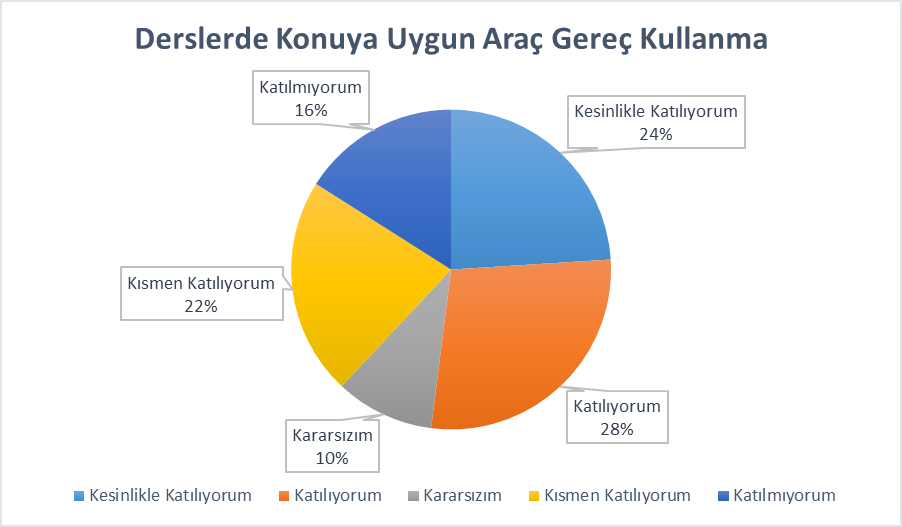 Derslerde Konuya Uygun Araç Gereç Kullanma
Katılmıyorum
16%
Kesinlikle Katılıyorum
24%
Kısmen Katılıyorum
22%
Katılıyorum
28%
Kararsızım
10%
Kesinlikle Katılıyorum Katılıyorum Kararsızım Kısmen Katılıyorum Katılmıyorum